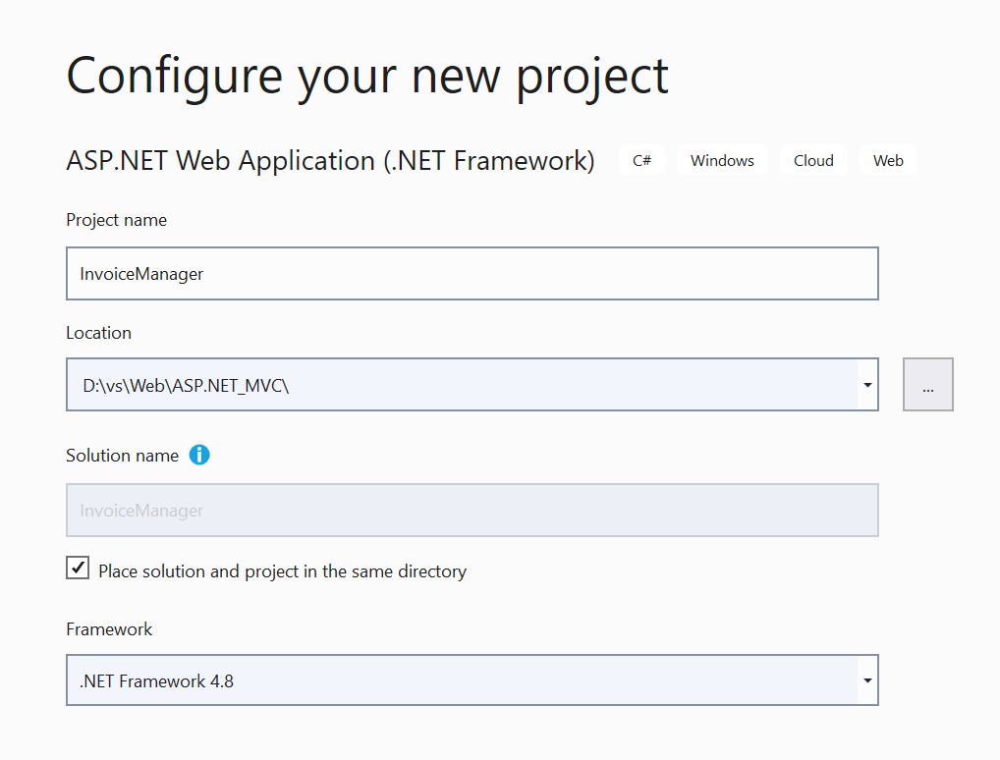 Configure your new project
ASP.NET Web Application (.NET Framework) C# Windows Cloud Web
Project name
InvoiceManager
Location
D:\vs\Web\ASP.NET_MVC\
...
Solution name i
InvoiceManager
Place solution and project in the same directory
Framework
.NET Framework 4.8